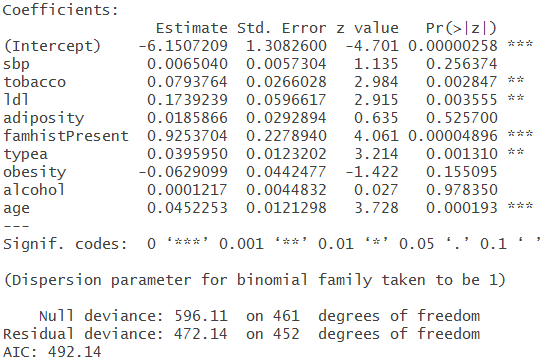 Coefficients:
Estimate Std. Error z value Pr(>|z|)
(Intercept) -6.1507209 1.3082600 -4.701 0.00000258 ***
sbp 0.0065040 0.0057304 1.135 0.256374
tobacco 0.0793764 0.0266028 2.984 0.002847 **
ldl 0.1739239 0.0596617 2.915 0.003555 **
adiposity 0.0185866 0.0292894 0.635 0.525700
famhistPresent 0.9253704 0.2278940 4.061 0.00004896 ***
typea 0.0395950 0.0123202 3.214 0.001310 **
obesity -0.0629099 0.0442477 -1.422 0.155095
alcohol 0.0001217 0.0044832 0.027 0.978350
age 0.0452253 0.0121298 3.728 0.000193 ***
---
Signif. codes: 0 ‘***’ 0.001 ‘**’ 0.01 ‘*’ 0.05 ‘.’ 0.1 ‘ ’
(Dispersion parameter for binomial family taken to be 1)
Null deviance: 596.11 on 461 degrees of freedom
Residual deviance: 472.14 on 452 degrees of freedom
AIC: 492.14